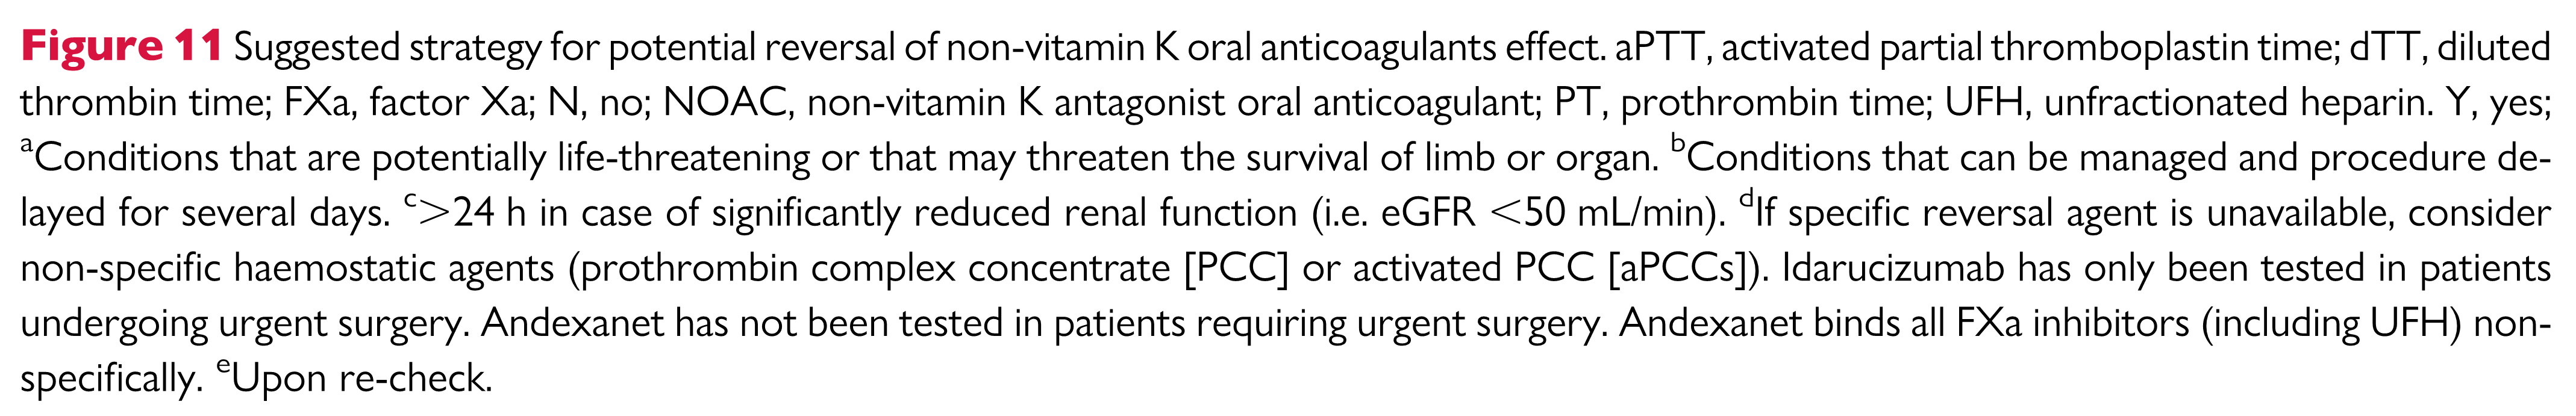 Figure 11 Suggested strategy for potential reversal of non-vitamin K oral anticoagulants effect. aPTT, activated partial thromboplastin time; dTT, diluted
thrombin time; FXa, factor Xa; N, no; NOAC, non-vitamin K antagonist oral anticoagulant; PT, prothrombin time; UFH, unfractionated heparin. Y, yes;
aConditions that are potentially life-threatening or that may threaten the survival of limb or organ. bConditions that can be managed and procedure de-
layed for several days. c>24 h in case of significantly reduced renal function (i.e. eGFR <50 mL/min). dIf specific reversal agent is unavailable, consider
non-specific haemostatic agents (prothrombin complex concentrate [PCC] or activated PCC [aPCCs]). Idarucizumab has only been tested in patients
undergoing urgent surgery. Andexanet has not been tested in patients requiring urgent surgery. Andexanet binds all FXa inhibitors (including UFH) non-
specifically. eUpon re-check.